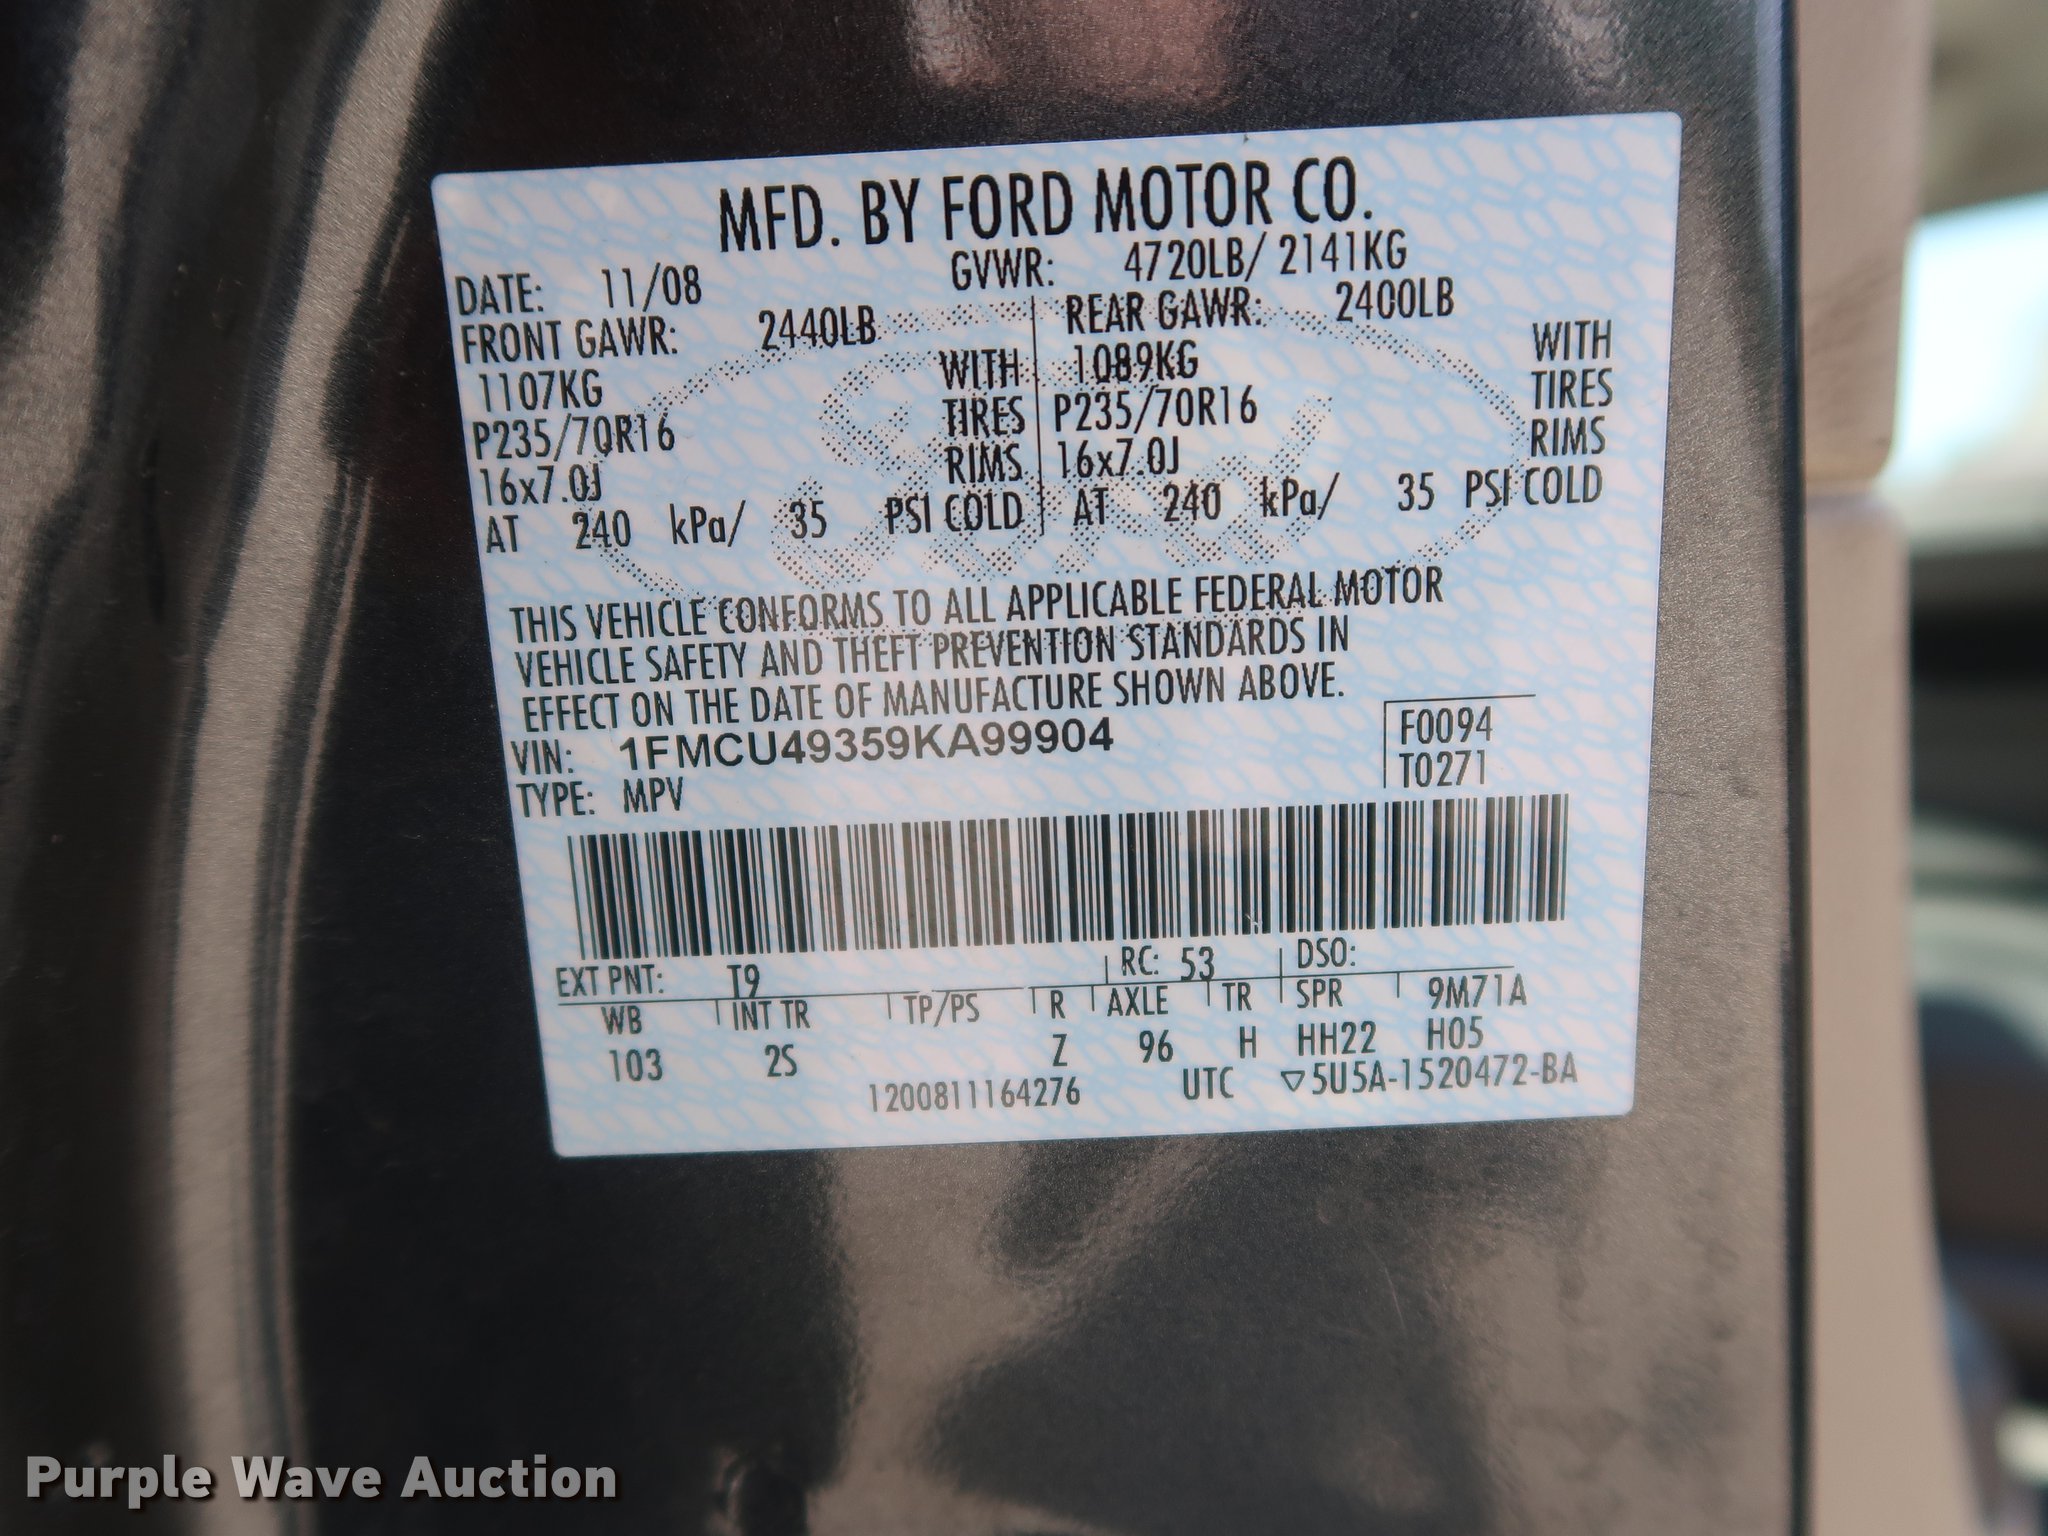 MFD. BY FORD MOTOR CO.
DATE: 11/08 GVWR: 4720LB/ 2141KG
FRONT GAWR: 2440LB REAR GAWR: 2400LB
1107KG WITH 1089KG WITH
P235/70R16 TIRES P235/70R16 TIRES
16x7.0J RIMS 16x7.0J RIMS
AT 240 kPa/ 35 PSI COLD AT 240 kPa/ 35 PSI COLD
THIS VEHICLE CONFORMS TO ALL APPLICABLE FEDERAL MOTOR
VEHICLE SAFETY AND THEFT PREVENTION STANDARDS IN
EFFECT ON THE DATE OF MANUFACTURE SHOWN ABOVE.
VIN: 1FMCU49359KA99904 F0094
TYPE: MPV T0271
EXT PNT: T9 RC: 53 DSO:
WB INT TR TP/PS R AXLE TR SPR 9M71A
103 2S Z 96 H HH22 H05
1200811164276 UTC ▽5U5A-1520472-BA
Purple Wave Auction